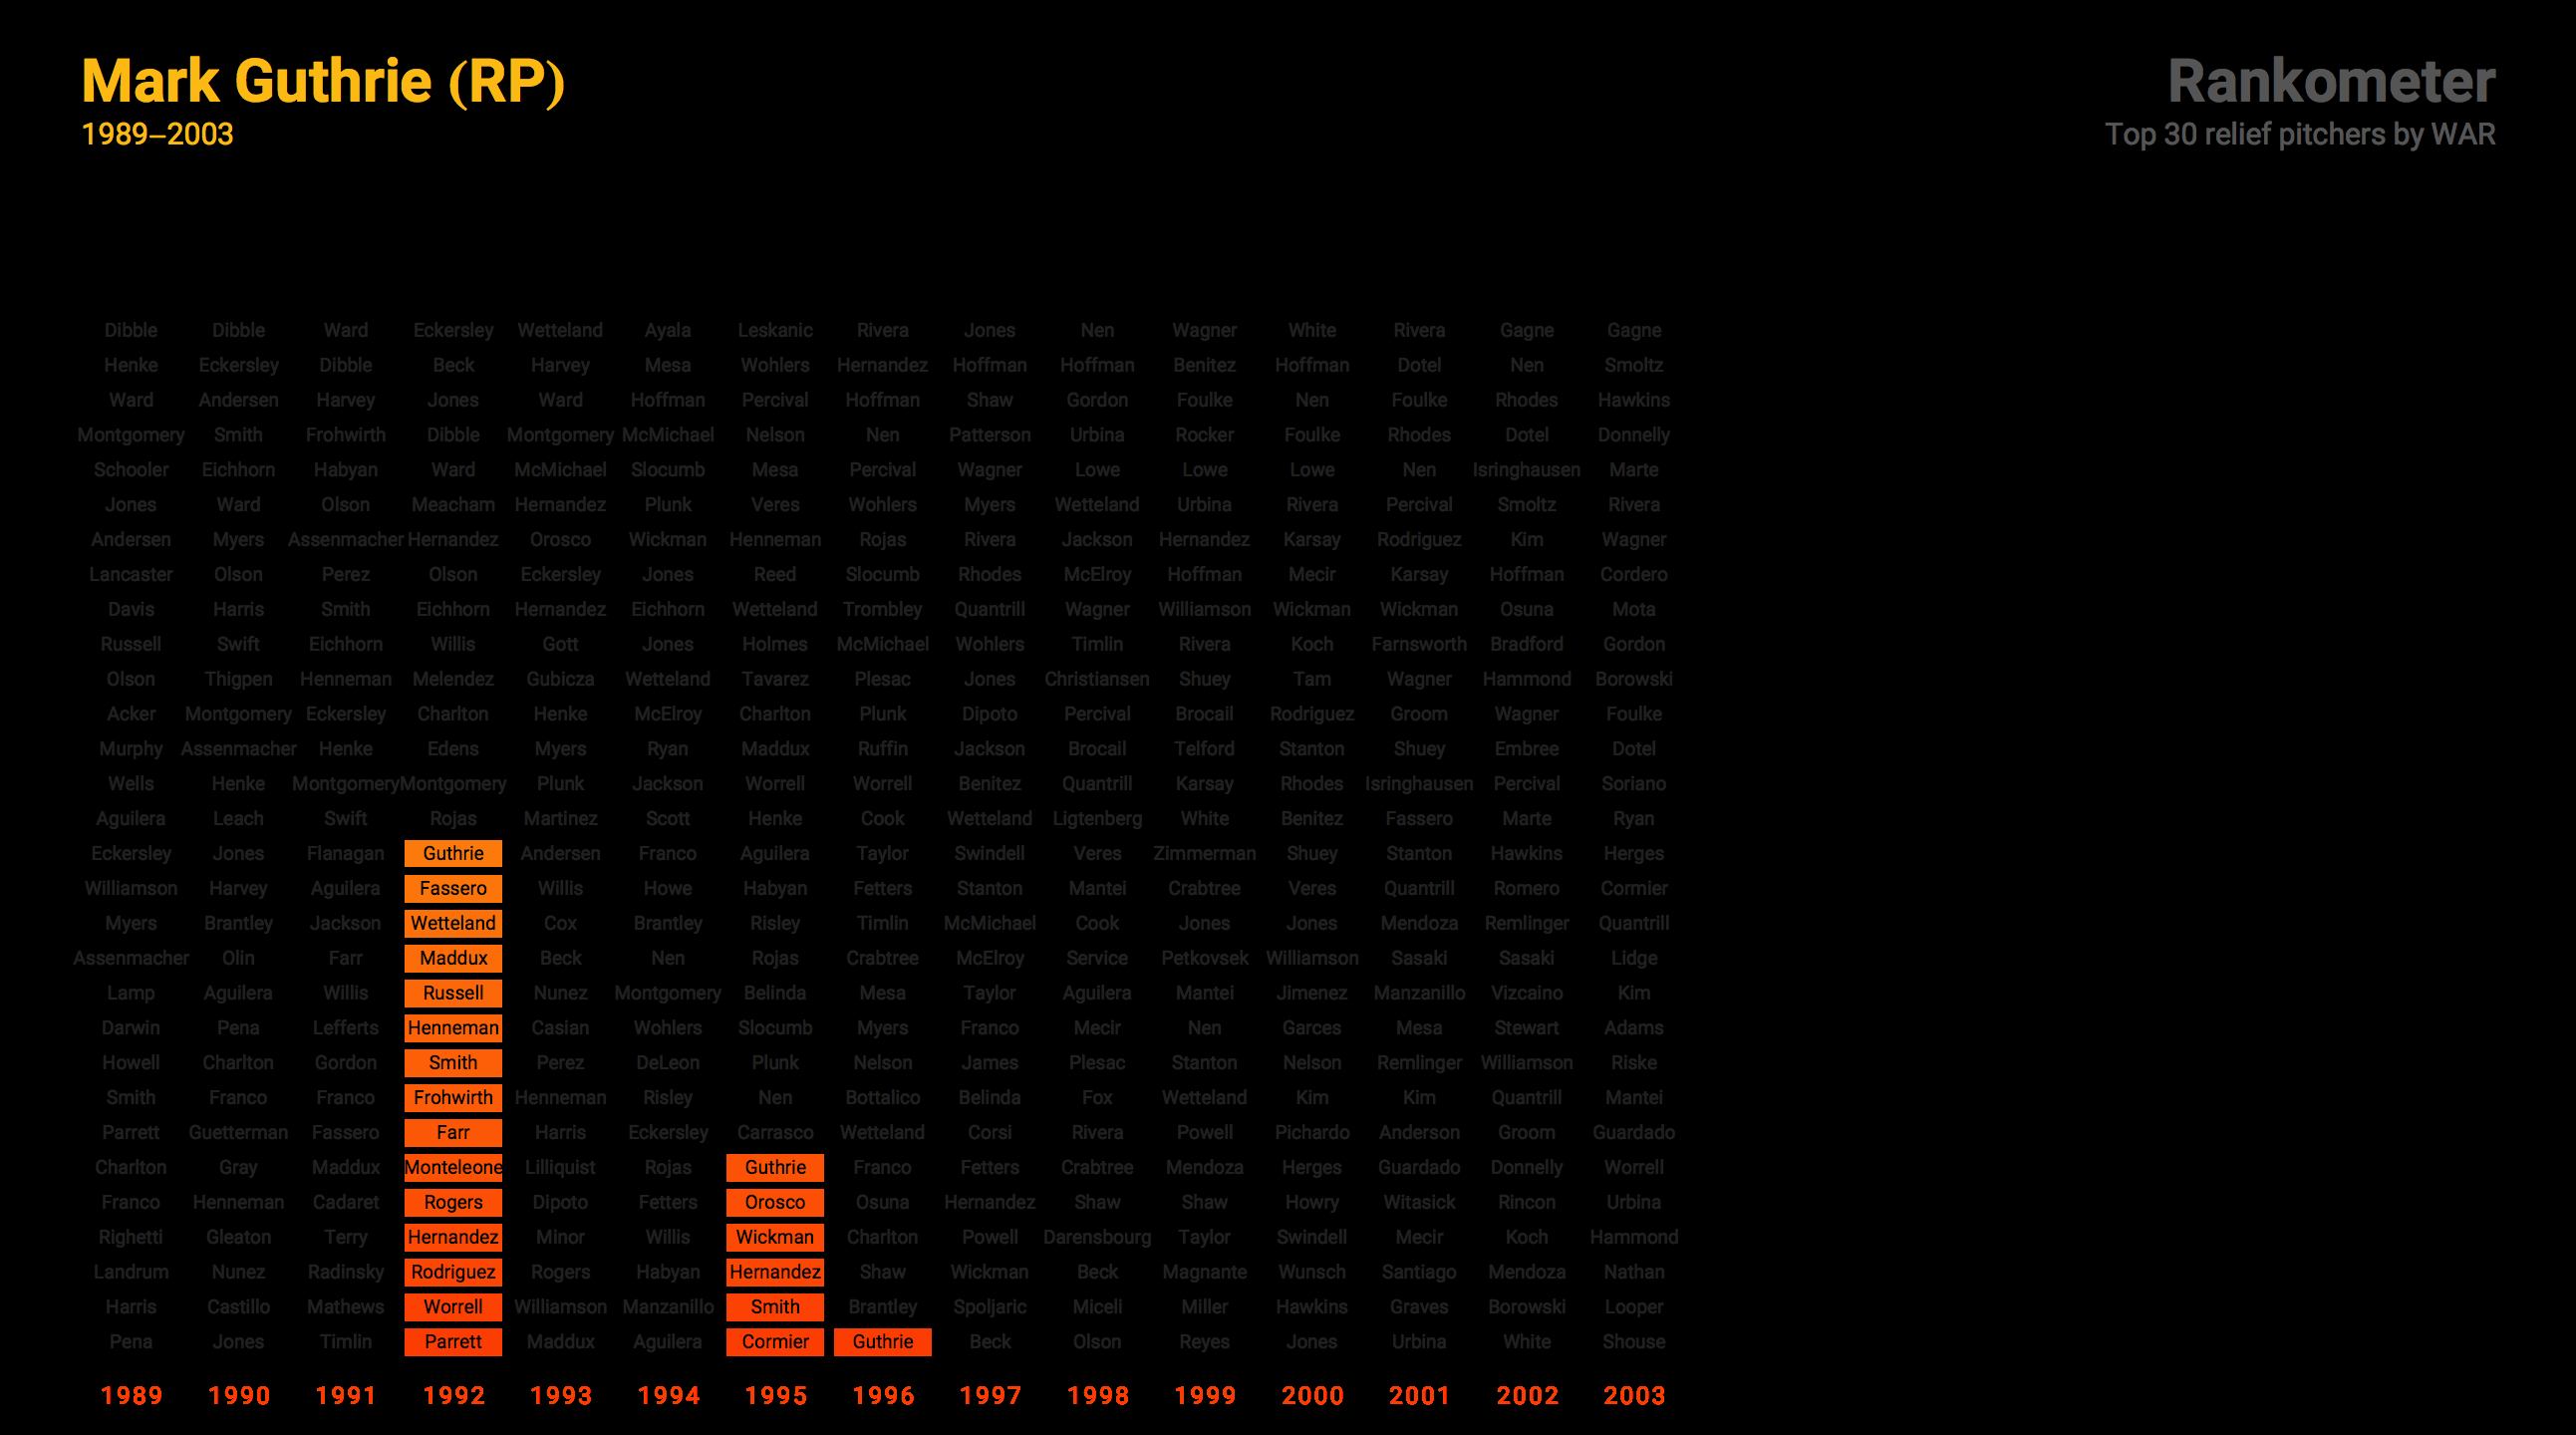 Mark Guthrie (RP)
1989–2003
Rankometer
Top 30 relief pitchers by WAR
Dibble Dibble Ward Eckersley Wetteland Ayala Leskanic Rivera Jones Nen Wagner White Rivera Gagne Gagne
Henke Eckersley Dibble Beck Harvey Mesa Wohlers Hernandez Hoffman Hoffman Benitez Hoffman Dotel Nen Smoltz
Ward Andersen Harvey Jones Ward Hoffman Percival Hoffman Shaw Gordon Foulke Nen Foulke Rhodes Hawkins
Montgomery Smith Frohwirth Dibble Montgomery McMichael Nelson Nen Patterson Urbina Rocker Foulke Rhodes Dotel Donnelly
Schooler Eichhorn Habyan Ward McMichael Slocumb Mesa Percival Wagner Lowe Lowe Lowe Nen Isringhausen Marte
Jones Ward Olson Meacham Hernandez Plunk Veres Wohlers Myers Wetteland Urbina Rivera Percival Smoltz Rivera
Andersen Myers Assenmacher Hernandez Orosco Wickman Henneman Rojas Rivera Jackson Hernandez Karsay Rodriguez Kim Wagner
Lancaster Olson Perez Olson Eckersley Jones Reed Slocumb Rhodes McElroy Hoffman Mecir Karsay Hoffman Cordero
Davis Harris Smith Eichhorn Hernandez Eichhorn Wetteland Trombley Quantrill Wagner Williamson Wickman Wickman Osuna Mota
Russell Swift Eichhorn Willis Gott Jones Holmes McMichael Wohlers Timlin Rivera Koch Farnsworth Bradford Gordon
Olson Thigpen Henneman Melendez Gubicza Wetteland Tavarez Plesac Jones Christiansen Shuey Tam Wagner Hammond Borowski
Acker Montgomery Eckersley Charlton Henke McElroy Charlton Plunk Dipoto Percival Brocail Rodriguez Groom Wagner Foulke
Murphy Assenmacher Henke Edens Myers Ryan Maddux Ruffin Jackson Brocail Telford Stanton Shuey Embree Dotel
Wells Henke Montgomery Montgomery Plunk Jackson Worrell Worrell Benitez Quantrill Karsay Rhodes Isringhausen Percival Soriano
Aguilera Leach Swift Rojas Martinez Scott Henke Cook Wetteland Ligtenberg White Benitez Fassero Marte Ryan
Eckersley Jones Flanagan Guthrie Andersen Franco Aguilera Taylor Swindell Veres Zimmerman Shuey Stanton Hawkins Herges
Williamson Harvey Aguilera Fassero Willis Howe Habyan Fetters Stanton Mantei Crabtree Veres Quantrill Romero Cormier
Myers Brantley Jackson Wetteland Cox Brantley Risley Timlin McMichael Cook Jones Jones Mendoza Remlinger Quantrill
Assenmacher Olin Farr Maddux Beck Nen Rojas Crabtree McElroy Service Petkovsek Williamson Sasaki Sasaki Lidge
Lamp Aguilera Willis Russell Nunez Montgomery Belinda Mesa Taylor Aguilera Mantei Jimenez Manzanillo Vizcaino Kim
Darwin Pena Lefferts Henneman Casian Wohlers Slocumb Myers Franco Mecir Nen Garces Mesa Stewart Adams
Howell Charlton Gordon Smith Perez DeLeon Plunk Nelson James Plesac Stanton Nelson Remlinger Williamson Riske
Smith Franco Franco Frohwirth Henneman Risley Nen Bottalico Belinda Fox Wetteland Kim Kim Quantrill Mantei
Parrett Guetterman Fassero Farr Harris Eckersley Carrasco Wetteland Corsi Rivera Powell Pichardo Anderson Groom Guardado
Charlton Gray Maddux Monteleone Lilliquist Rojas Guthrie Franco Fetters Crabtree Mendoza Herges Guardado Donnelly Worrell
Franco Henneman Cadaret Rogers Dipoto Fetters Orosco Osuna Hernandez Shaw Shaw Howry Witasick Rincon Urbina
Righetti Gleaton Terry Hernandez Minor Willis Wickman Charlton Powell Darensbourg Taylor Swindell Mecir Koch Hammond
Landrum Nunez Radinsky Rodriguez Rogers Habyan Hernandez Shaw Wickman Beck Magnante Wunsch Santiago Mendoza Nathan
Harris Castillo Mathews Worrell Williamson Manzanillo Smith Brantley Spoljaric Miceli Miller Hawkins Graves Borowski Looper
Pena Jones Timlin Parrett Maddux Aguilera Cormier Guthrie Beck Olson Reyes Jones Urbina White Shouse
1989 1990 1991 1992 1993 1994 1995 1996 1997 1998 1999 2000 2001 2002 2003